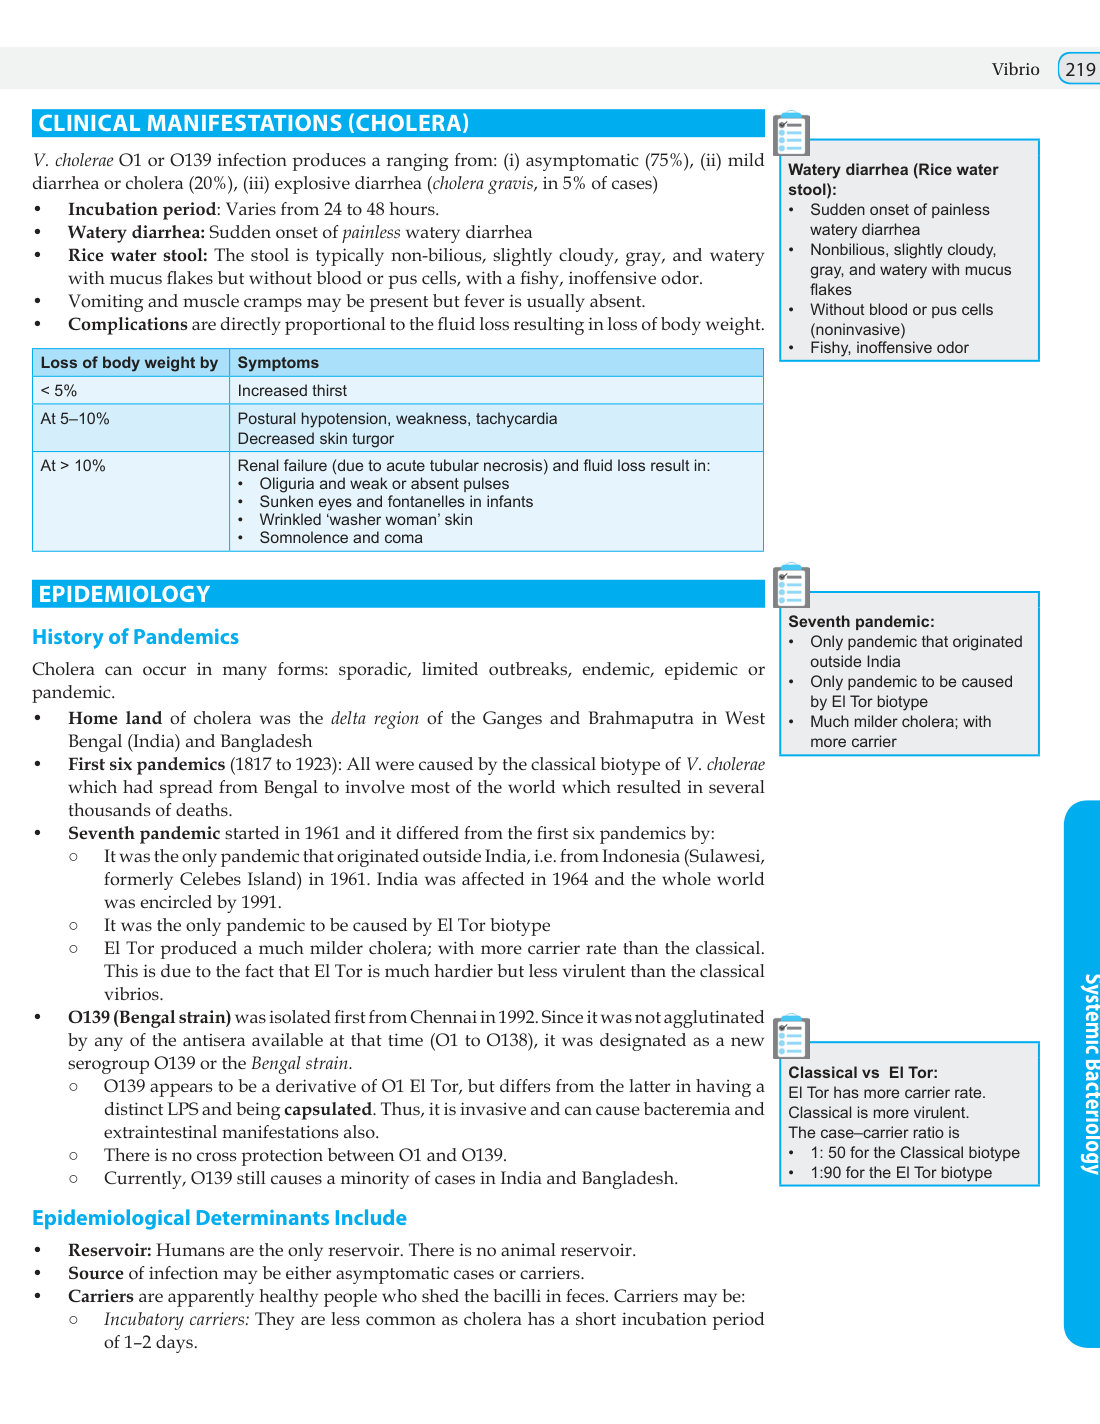 Vibrio 219
CLINICAL MANIFESTATIONS (CHOLERA)
V. cholerae O1 or O139 infection produces a ranging from: (i) asymptomatic (75%), (ii) mild
diarrhea or cholera (20%), (iii) explosive diarrhea (cholera gravis, in 5% of cases)
• Incubation period: Varies from 24 to 48 hours.
• Watery diarrhea: Sudden onset of painless watery diarrhea
• Rice water stool: The stool is typically non-bilious, slightly cloudy, gray, and watery
with mucus flakes but without blood or pus cells, with a fishy, inoffensive odor.
• Vomiting and muscle cramps may be present but fever is usually absent.
• Complications are directly proportional to the fluid loss resulting in loss of body weight.
Loss of body weight by Symptoms
< 5% Increased thirst
At 5–10% Postural hypotension, weakness, tachycardia
Decreased skin turgor
At > 10% Renal failure (due to acute tubular necrosis) and fluid loss result in:
• Oliguria and weak or absent pulses
• Sunken eyes and fontanelles in infants
• Wrinkled ‘washer woman’ skin
• Somnolence and coma
Watery diarrhea (Rice water
stool):
• Sudden onset of painless
watery diarrhea
• Nonbilious, slightly cloudy,
gray, and watery with mucus
flakes
• Without blood or pus cells
(noninvasive)
• Fishy, inoffensive odor
EPIDEMIOLOGY
History of Pandemics
Cholera can occur in many forms: sporadic, limited outbreaks, endemic, epidemic or
pandemic.
• Home land of cholera was the delta region of the Ganges and Brahmaputra in West
Bengal (India) and Bangladesh
• First six pandemics (1817 to 1923): All were caused by the classical biotype of V. cholerae
which had spread from Bengal to involve most of the world which resulted in several
thousands of deaths.
• Seventh pandemic started in 1961 and it differed from the first six pandemics by:
○ It was the only pandemic that originated outside India, i.e. from Indonesia (Sulawesi,
formerly Celebes Island) in 1961. India was affected in 1964 and the whole world
was encircled by 1991.
○ It was the only pandemic to be caused by El Tor biotype
○ El Tor produced a much milder cholera; with more carrier rate than the classical.
This is due to the fact that El Tor is much hardier but less virulent than the classical
vibrios.
• O139 (Bengal strain) was isolated first from Chennai in 1992. Since it was not agglutinated
by any of the antisera available at that time (O1 to O138), it was designated as a new
serogroup O139 or the Bengal strain.
○ O139 appears to be a derivative of O1 El Tor, but differs from the latter in having a
distinct LPS and being capsulated. Thus, it is invasive and can cause bacteremia and
extraintestinal manifestations also.
○ There is no cross protection between O1 and O139.
○ Currently, O139 still causes a minority of cases in India and Bangladesh.
Seventh pandemic:
• Only pandemic that originated
outside India
• Only pandemic to be caused
by El Tor biotype
• Much milder cholera; with
more carrier
Classical vs El Tor:
El Tor has more carrier rate.
Classical is more virulent.
The case–carrier ratio is
• 1: 50 for the Classical biotype
• 1:90 for the El Tor biotype
Epidemiological Determinants Include
• Reservoir: Humans are the only reservoir. There is no animal reservoir.
• Source of infection may be either asymptomatic cases or carriers.
• Carriers are apparently healthy people who shed the bacilli in feces. Carriers may be:
○ Incubatory carriers: They are less common as cholera has a short incubation period
of 1–2 days.
Systemic Bacteriology